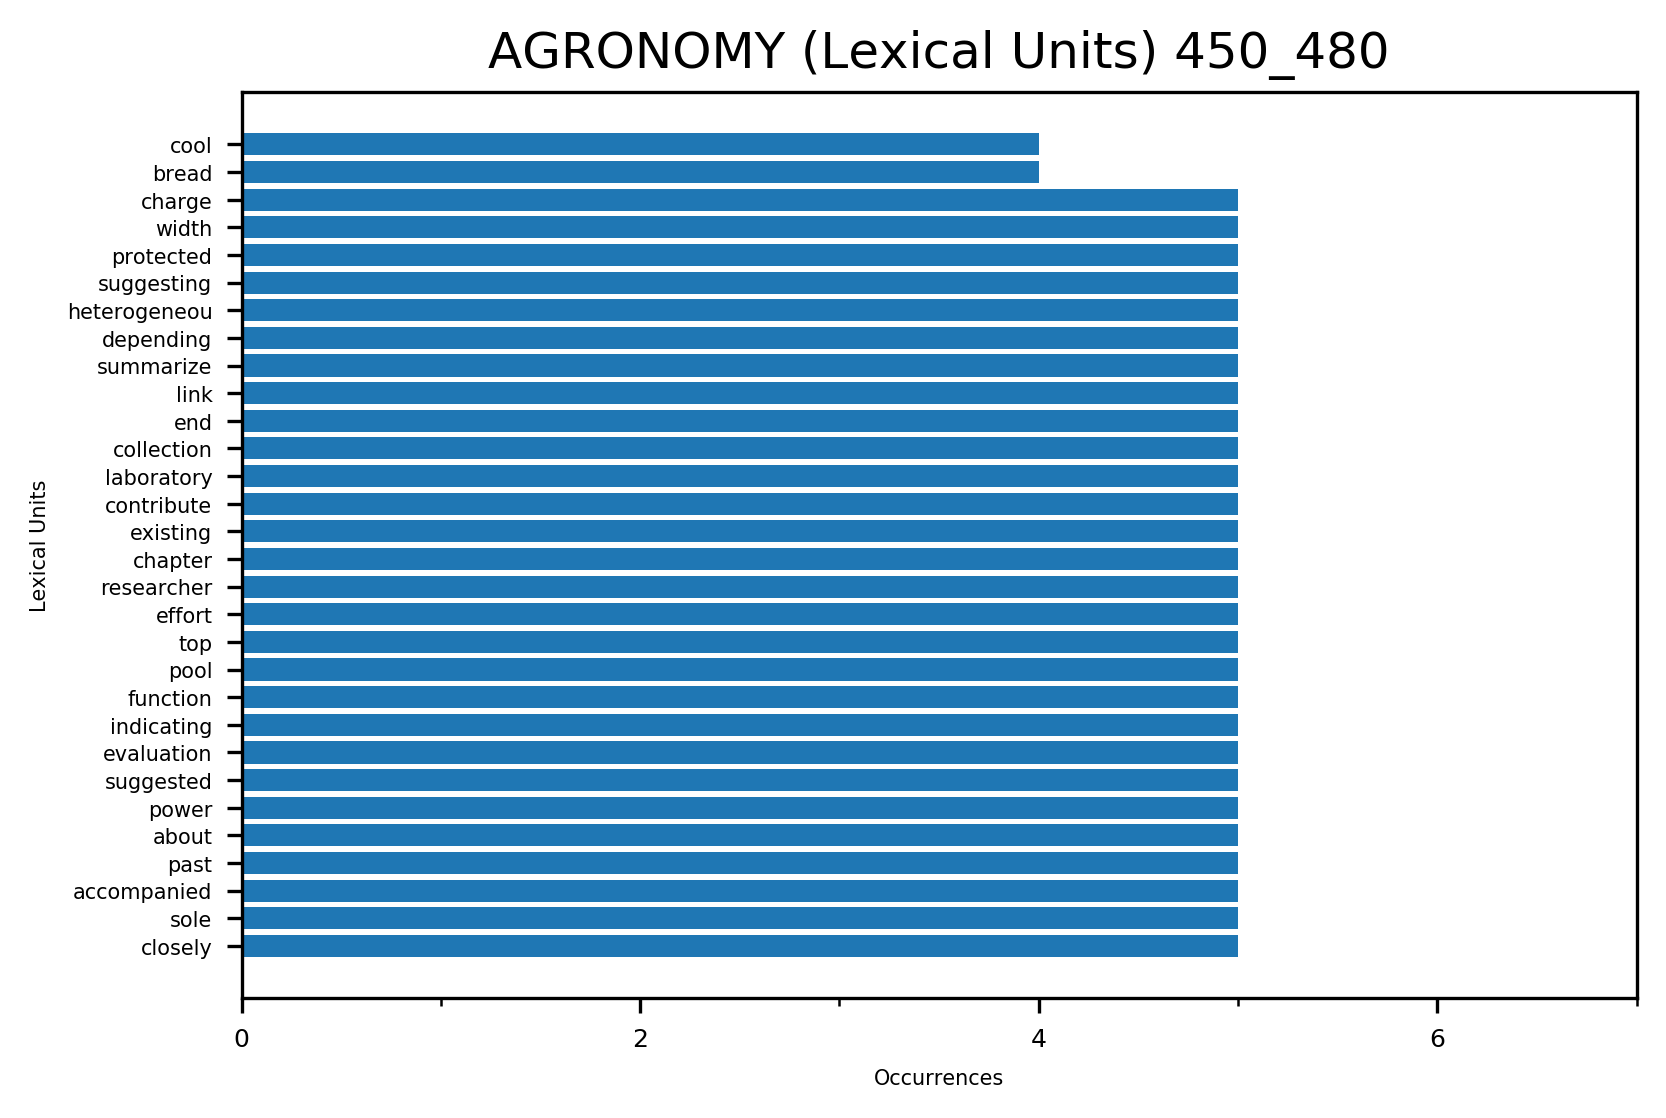 AGRONOMY (Lexical Units) 450_480
cool
bread
charge
width
protected
suggesting
heterogeneou
depending
summarize
link
end
collection
laboratory
contribute
existing
chapter
researcher
effort
top
pool
function
indicating
evaluation
suggested
power
about
past
accompanied
sole
closely
Lexical Units
0 2 4 6
Occurrences